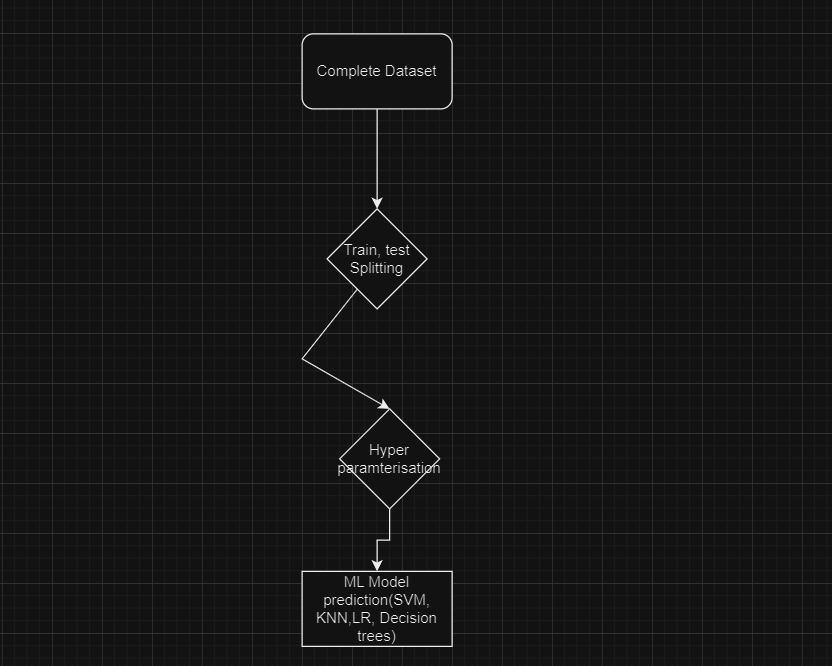 Complete Dataset
Train, test
Splitting
Hyper
paramterisation
ML Model
prediction(SVM,
KNN,LR, Decision
trees)